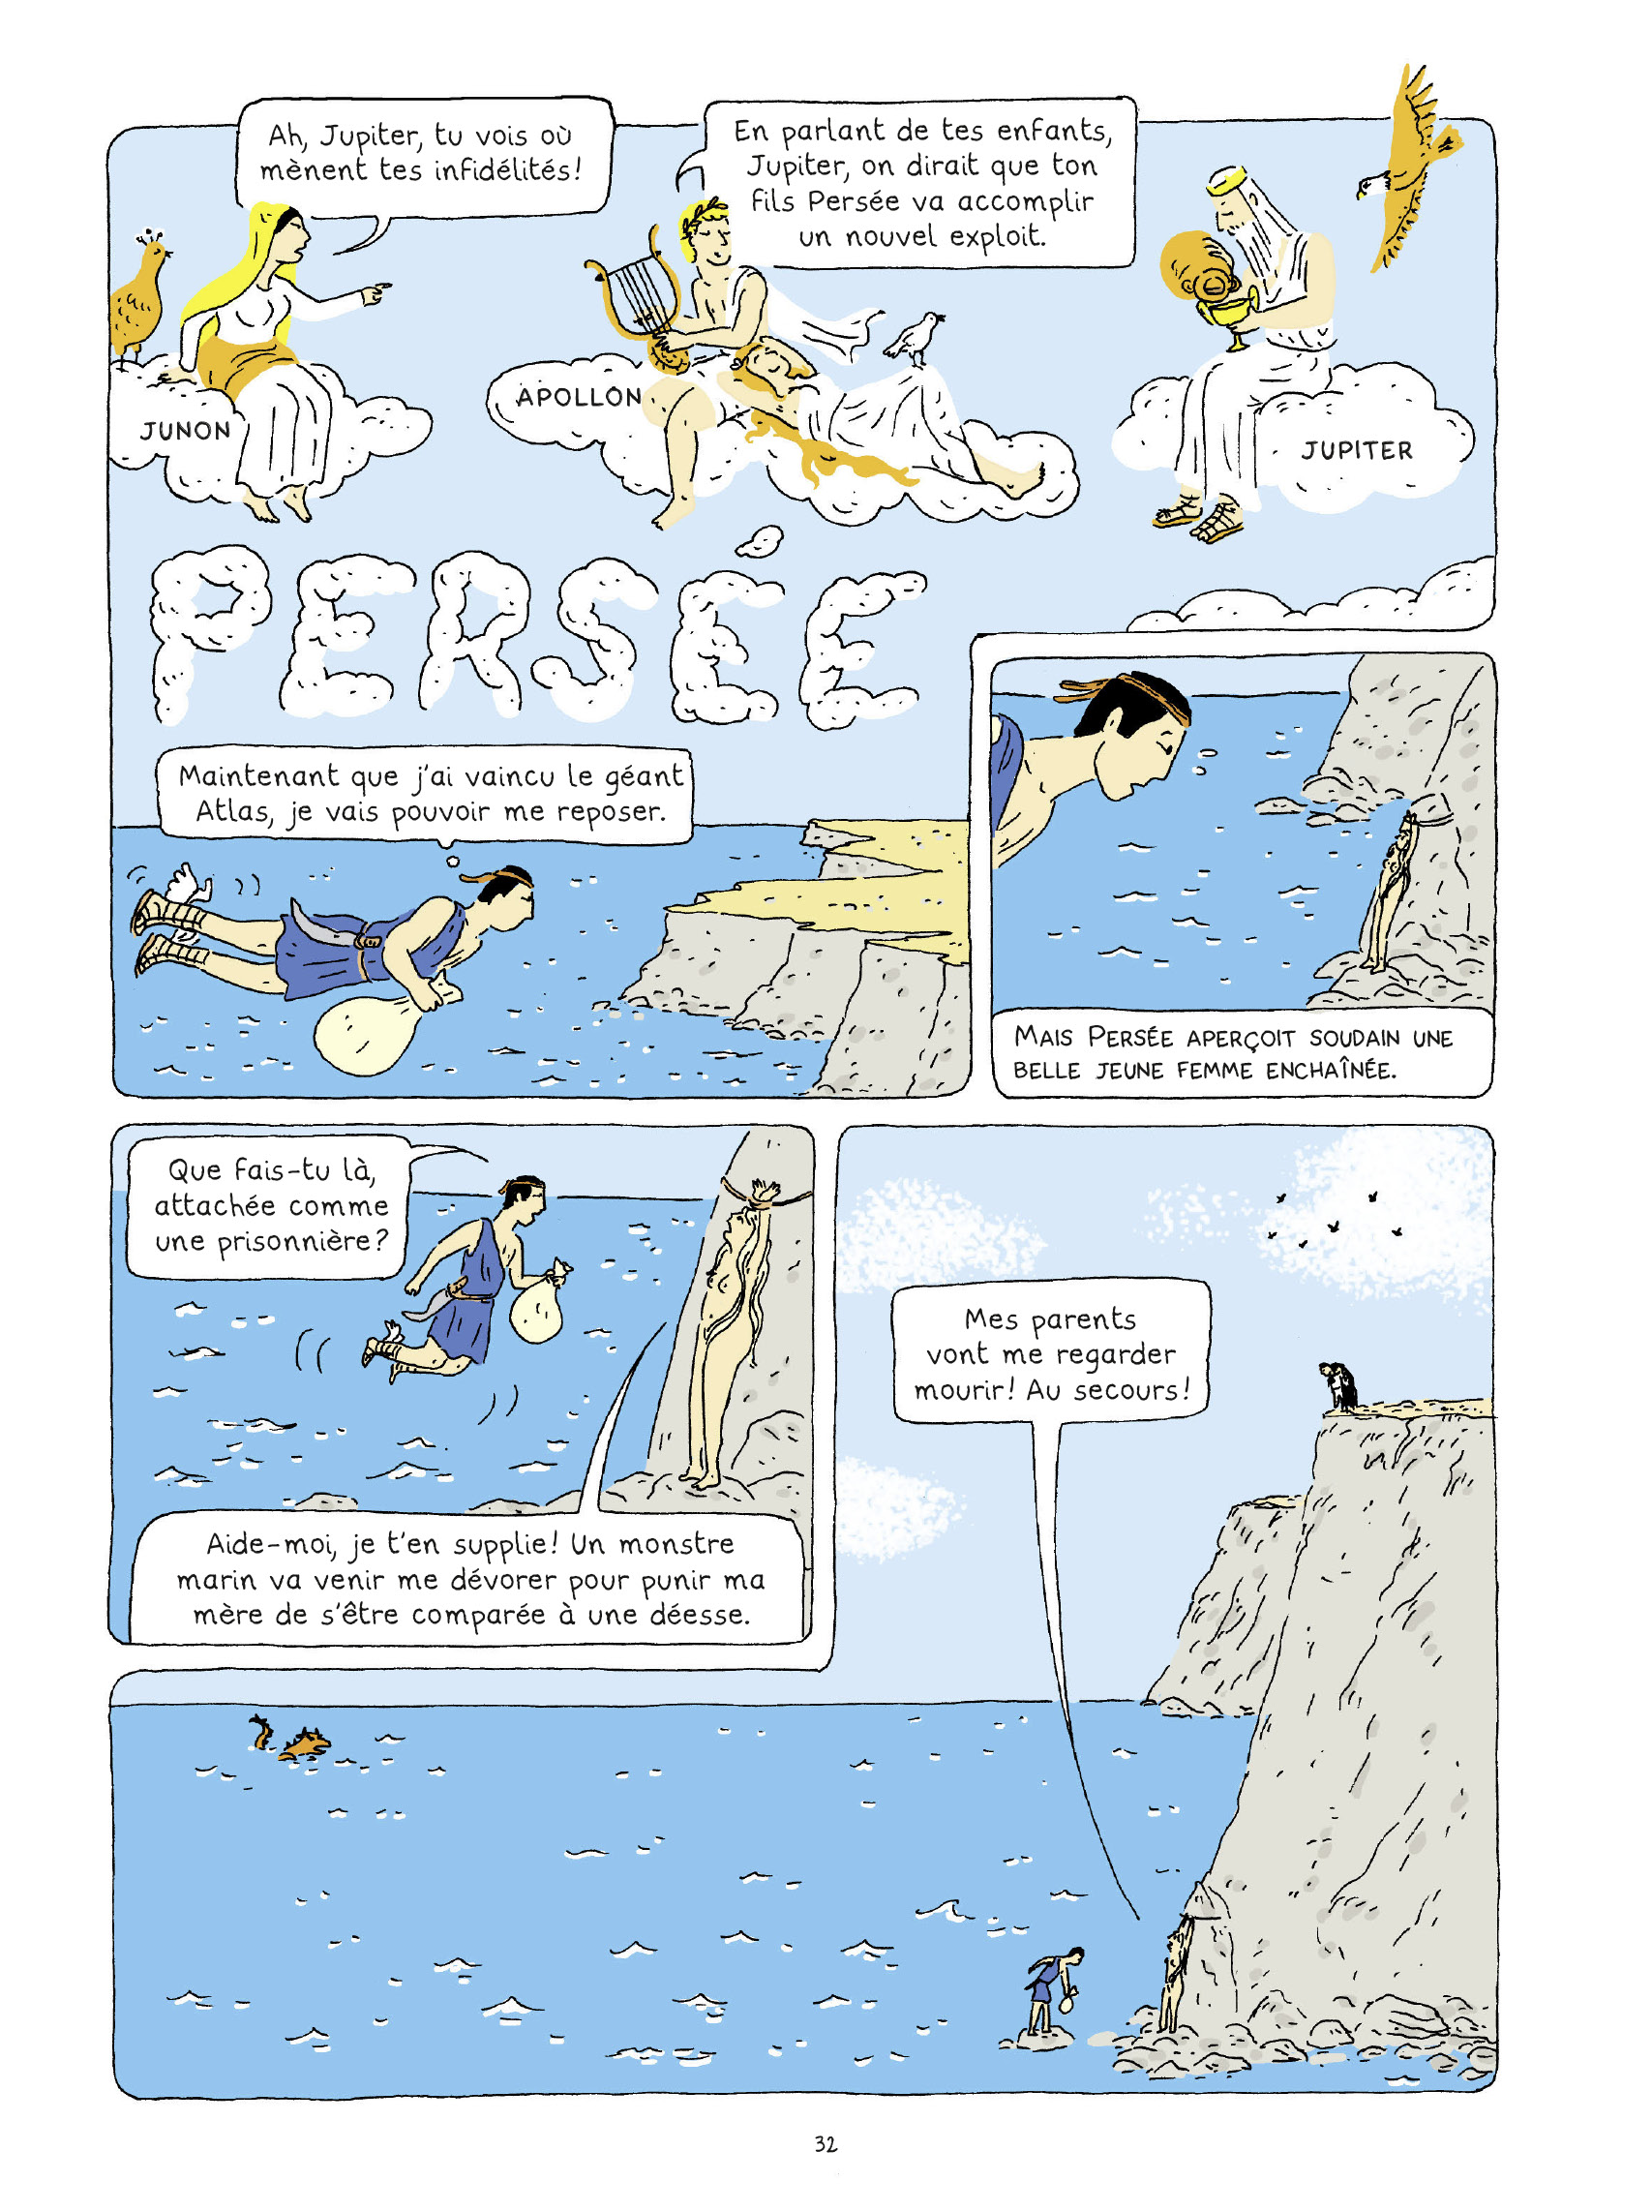 Ah, Jupiter, tu vois où
mènent tes infidélités!
En parlant de tes enfants,
Jupiter, on dirait que ton
fils Persée va accomplir
un nouvel exploit.
JUNON
APOLLON
JUPITER
PERSÉE
Maintenant que j'ai vaincu le géant
Atlas, je vais pouvoir me reposer.
MAIS PERSÉE APERÇOIT SOUDAIN UNE
BELLE JEUNE FEMME ENCHAÎNÉE.
Que fais-tu là,
attachée comme
une prisonnière?
Aide-moi, je t'en supplie! Un monstre
marin va venir me dévorer pour punir ma
mère de s'être comparée à une déesse.
Mes parents
vont me regarder
mourir! Au secours!
32